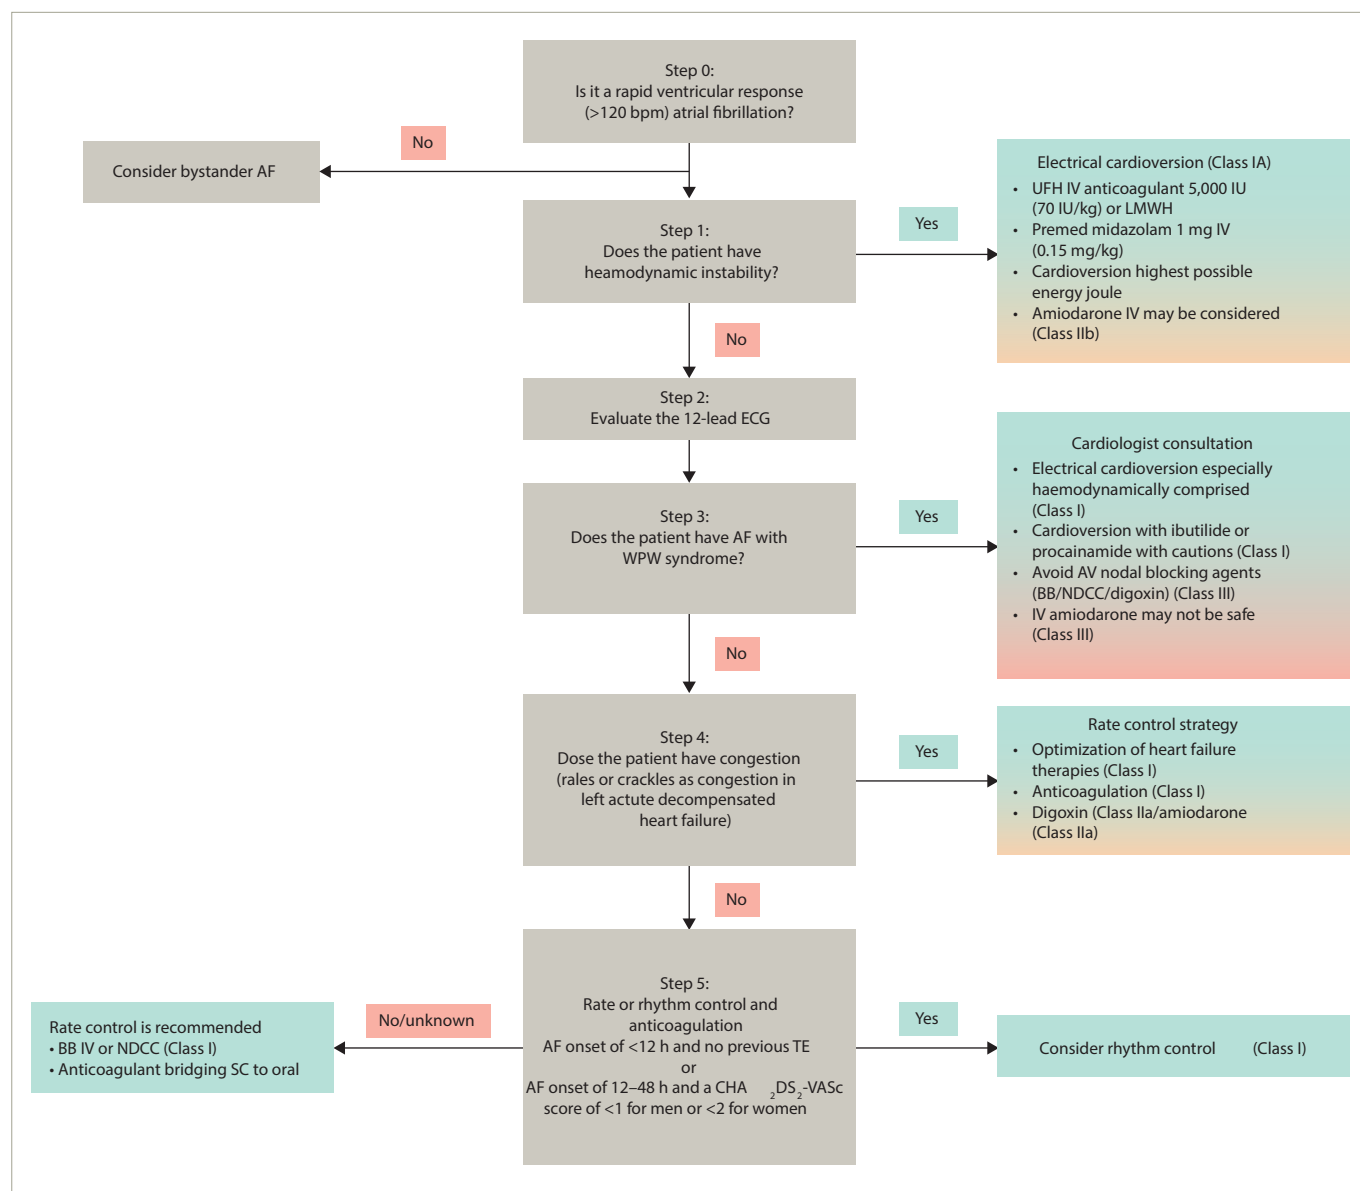 Step 0:
Is it a rapid ventricular response
(>120 bpm) atrial fibrillation?
No
Consider bystander AF
Step 1:
Does the patient have
heamodynamic instability?
Yes
Electrical cardioversion (Class IA)
• UFH IV anticoagulant 5,000 IU
(70 IU/kg) or LMWH
• Premed midazolam 1 mg IV
(0.15 mg/kg)
• Cardioversion highest possible
energy joule
• Amiodarone IV may be considered
(Class IIb)
No
Step 2:
Evaluate the 12-lead ECG
Step 3:
Does the patient have AF with
WPW syndrome?
Yes
Cardiologist consultation
• Electrical cardioversion especially
haemodynamically comprised
(Class I)
• Cardioversion with ibutilide or
procainamide with cautions (Class I)
• Avoid AV nodal blocking agents
(BB/NDCC/digoxin) (Class III)
• IV amiodarone may not be safe
(Class III)
No
Step 4:
Dose the patient have congestion
(rales or crackles as congestion in
left actute decompensated
heart failure)
Yes
Rate control strategy
• Optimization of heart failure
therapies (Class I)
• Anticoagulation (Class I)
• Digoxin (Class IIa/amiodarone
(Class IIa)
No
Step 5:
Rate or rhythm control and
anticoagulation
AF onset of <12 h and no previous TE
or
AF onset of 12–48 h and a CHA ₂DS₂-VASc
score of <1 for men or <2 for women
No/unknown
Rate control is recommended
• BB IV or NDCC (Class I)
• Anticoagulant bridging SC to oral
Yes
Consider rhythm control (Class I)